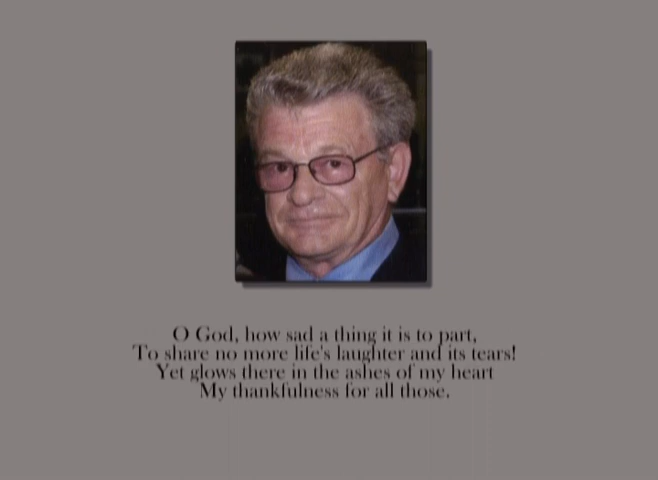 O God, how sad a thing it is to part,
To share no more life's laughter and its tears!
Yet glows there in the ashes of my heart
My thankfulness for all those.